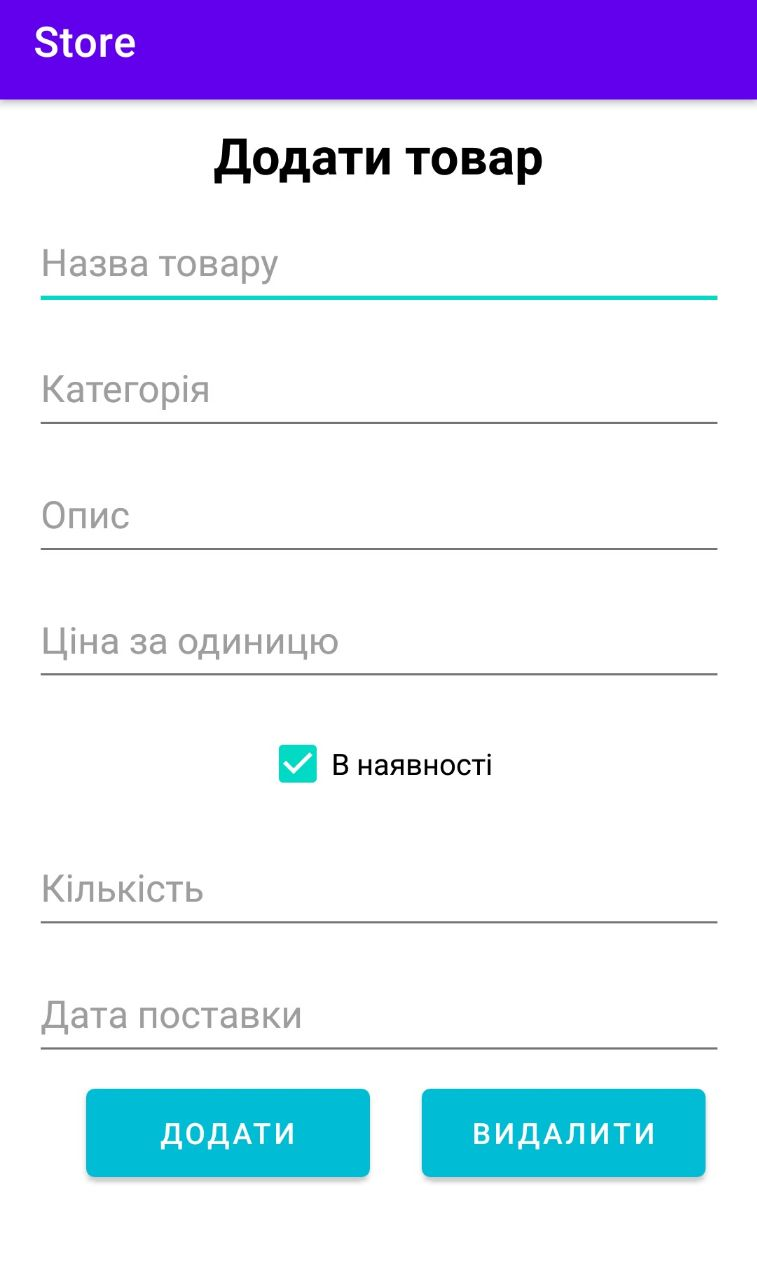 Store
Додати товар
Назва товару
Категорія
Опис
Ціна за одиницю
В наявності
Кількість
Дата поставки
ДОДАТИ
ВИДАЛИТИ